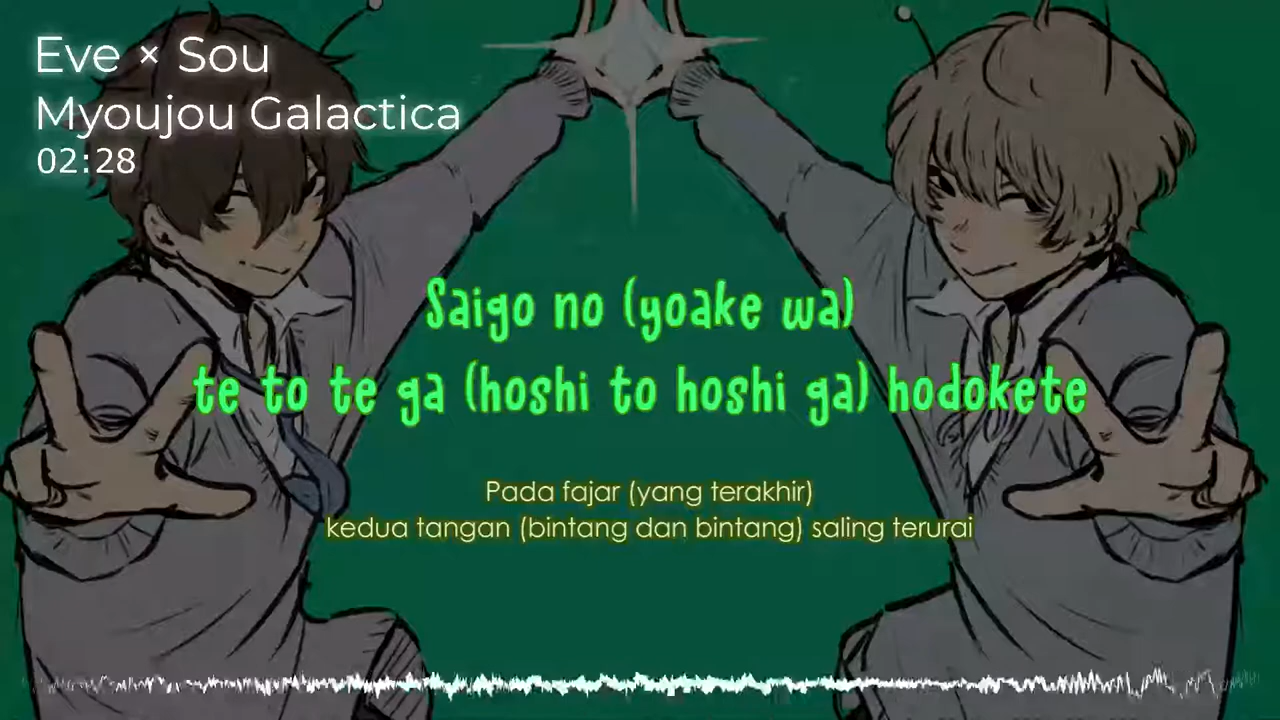 Eve × Sou
Myoujou Galactica
02:28
Saigo no (yoake wa)
te to te ga (hoshi to hoshi ga) hodokete
Pada fajar (yang terakhir)
kedua tangan (bintang dan bintang) saling terurai